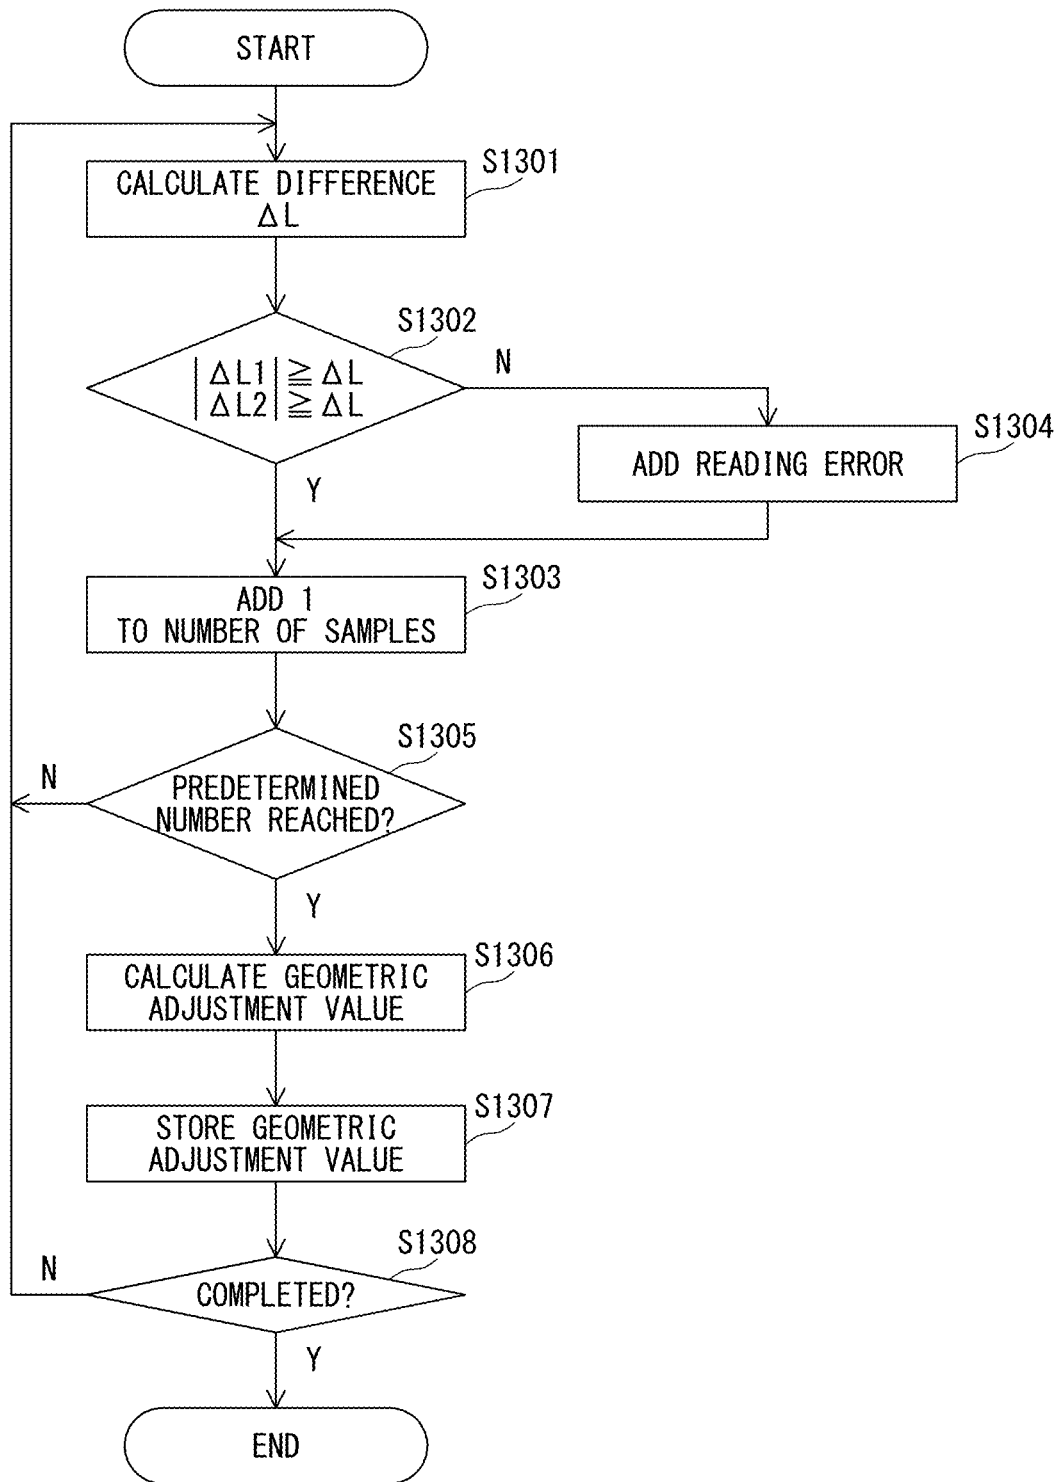 START
S1301
CALCULATE DIFFERENCE
ΔL
S1302
|ΔL1|≧ΔL
|ΔL2|≧ΔL
N
S1304
ADD READING ERROR
Y
S1303
ADD 1
TO NUMBER OF SAMPLES
S1305
N
PREDETERMINED
NUMBER REACHED?
Y
S1306
CALCULATE GEOMETRIC
ADJUSTMENT VALUE
S1307
STORE GEOMETRIC
ADJUSTMENT VALUE
S1308
N
COMPLETED?
Y
END